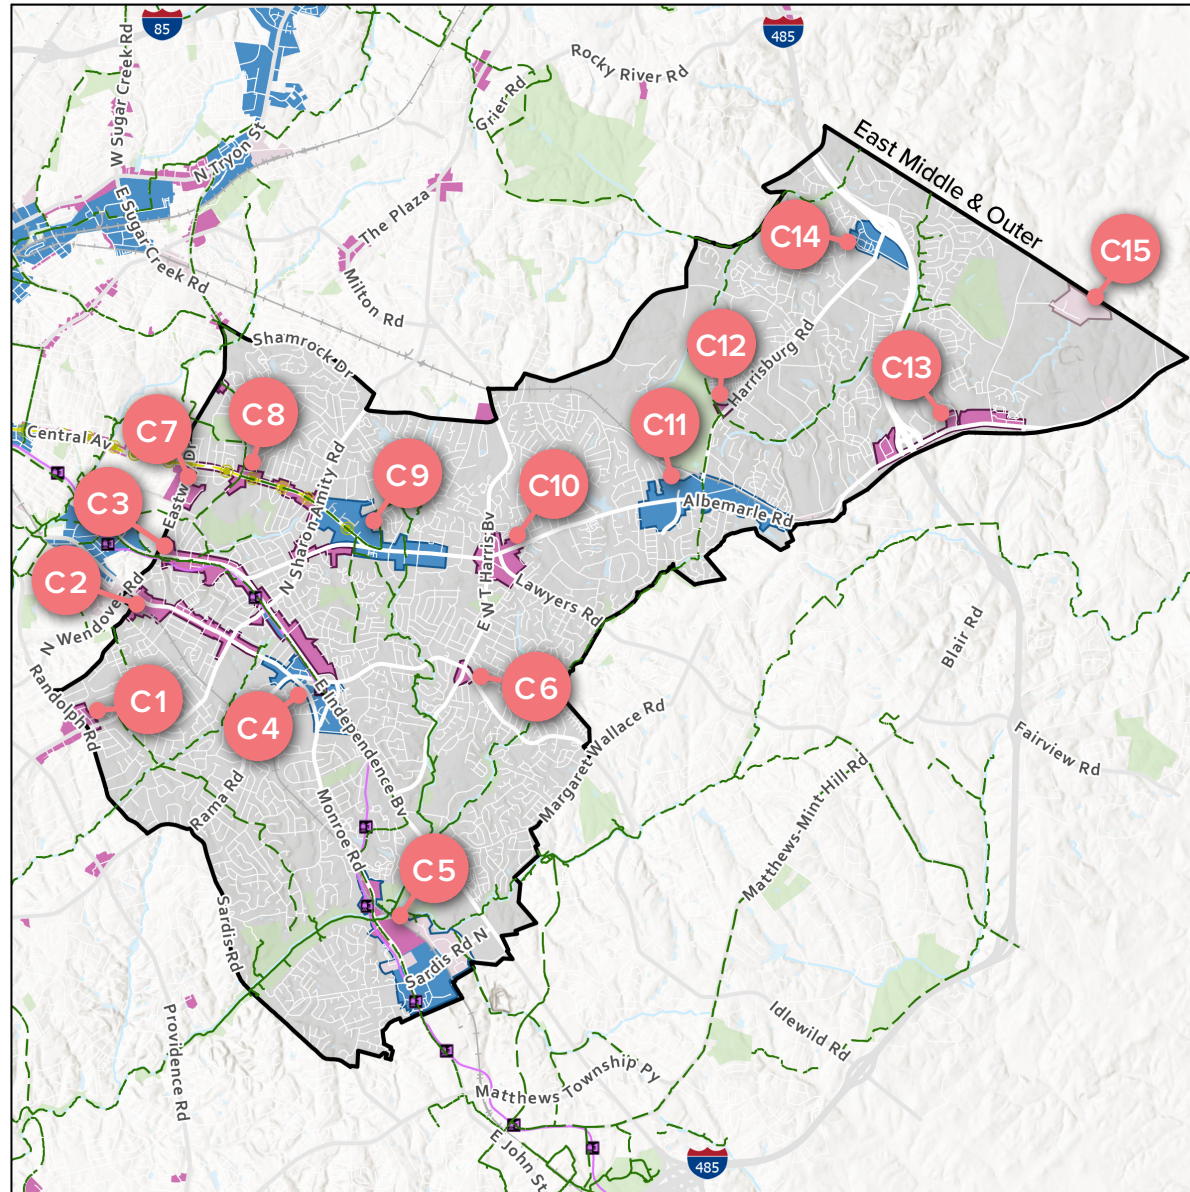 85
485
Rocky River Rd
W Sugar Creek Rd
Grier Rd
N Tryon St
East Middle & Outer
E Sugar Creek Rd
The Plaza
C14
C15
Milton Rd
Shamrock Dr
C12
Harrisburg Rd
C13
C8
C7
Central Av
C11
Dr
N Sharon Amity Rd
C9
C10
C3
Eastw
Albemarle Rd
E W T Harris Bv
C2
Lawyers Rd
N Wendover Rd
Blair Rd
Randolph Rd
C1
C6
C4
E Independence Bv
Margaret Wallace Rd
Fairview Rd
Rama Rd
Monroe Rd
Matthews-Mint-Hill-Rd
C5
Sardis Rd
Sardis Rd N
Providence Rd
Idlewild Rd
Matthews Township Py
E John St
485